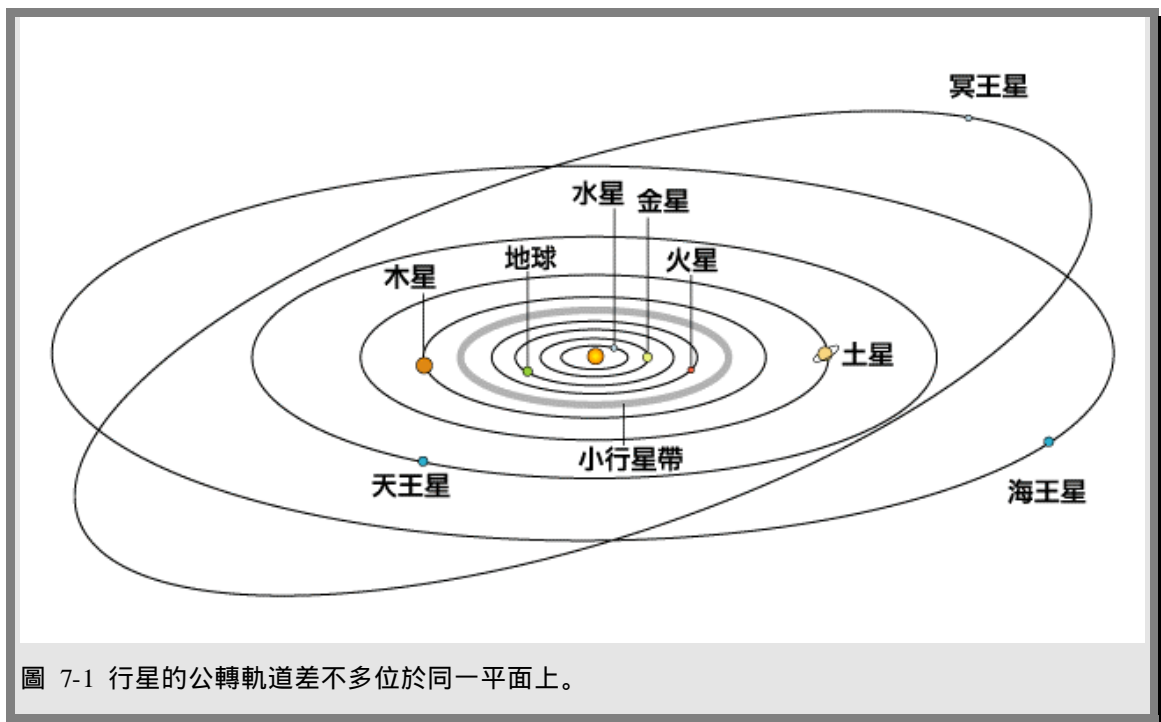 冥王星
水星 金星
地球 火星
木星
土星
小行星帶
天王星
海王星
圖 7-1 行星的公轉軌道差不多位於同一平面上。